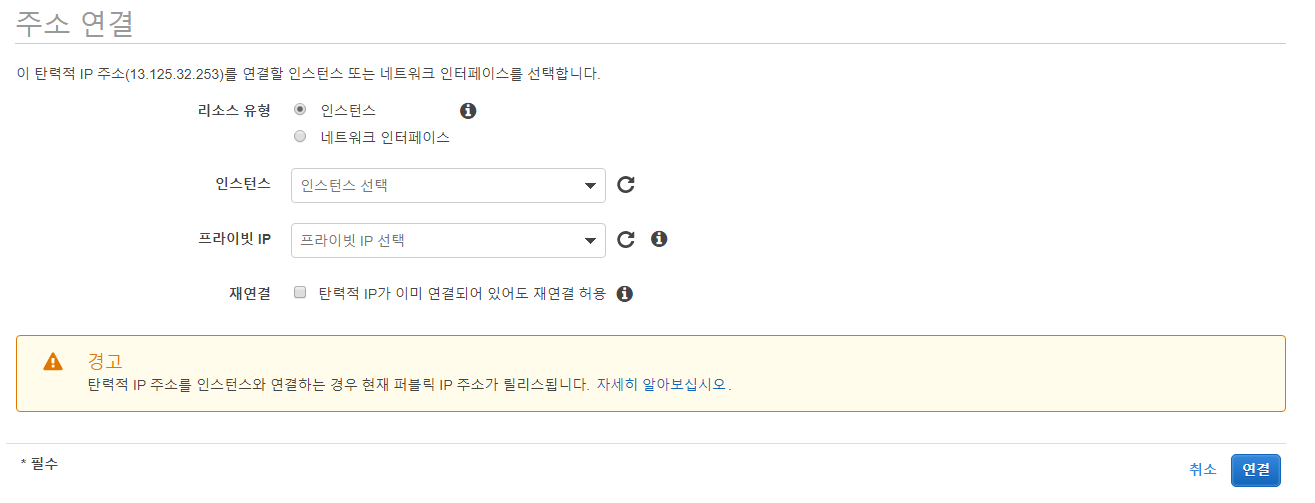 주소 연결
이 탄력적 IP 주소(13.125.32.253)를 연결할 인스턴스 또는 네트워크 인터페이스를 선택합니다.
리소스 유형 인스턴스
네트워크 인터페이스
인스턴스 인스턴스 선택
프라이빗 IP 프라이빗 IP 선택
재연결 탄력적 IP가 이미 연결되어 있어도 재연결 허용
경고
탄력적 IP 주소를 인스턴스와 연결하는 경우 현재 퍼블릭 IP 주소가 릴리스됩니다. 자세히 알아보십시오.
* 필수 취소 연결